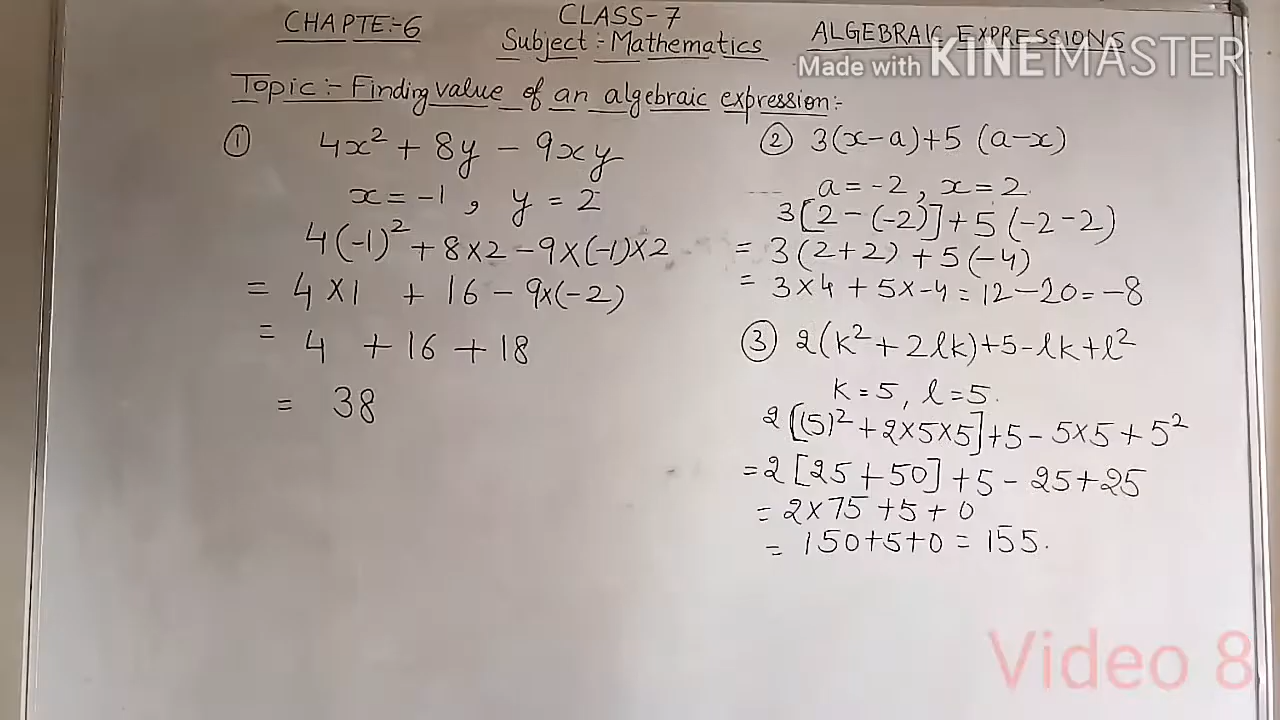 CHAPTE:-6
CLASS-7
Subject:-Mathematics
ALGEBRAIC EXPRESSIONS
Made with KINEMASTER
Topic:- Finding value of an algebraic expression:-
① 4x² + 8y - 9xy
x = -1, y = 2
4(-1)² + 8×2 - 9×(-1)×2
= 4×1 + 16 - 9×(-2)
= 4 + 16 + 18
= 38
② 3(x-a)+5 (a-x)
a = -2, x = 2.
3[2-(-2)]+5(-2-2)
= 3(2+2) + 5(-4)
= 3×4 + 5×-4 = 12-20 = -8
③ 2(k² + 2lk)+5-lk+l²
k = 5, l = 5.
2[(5)² + 2×5×5]+5 - 5×5 + 5²
= 2[25+50] + 5 - 25+25
= 2×75 + 5 + 0
= 150+5+0 = 155.
Video 8